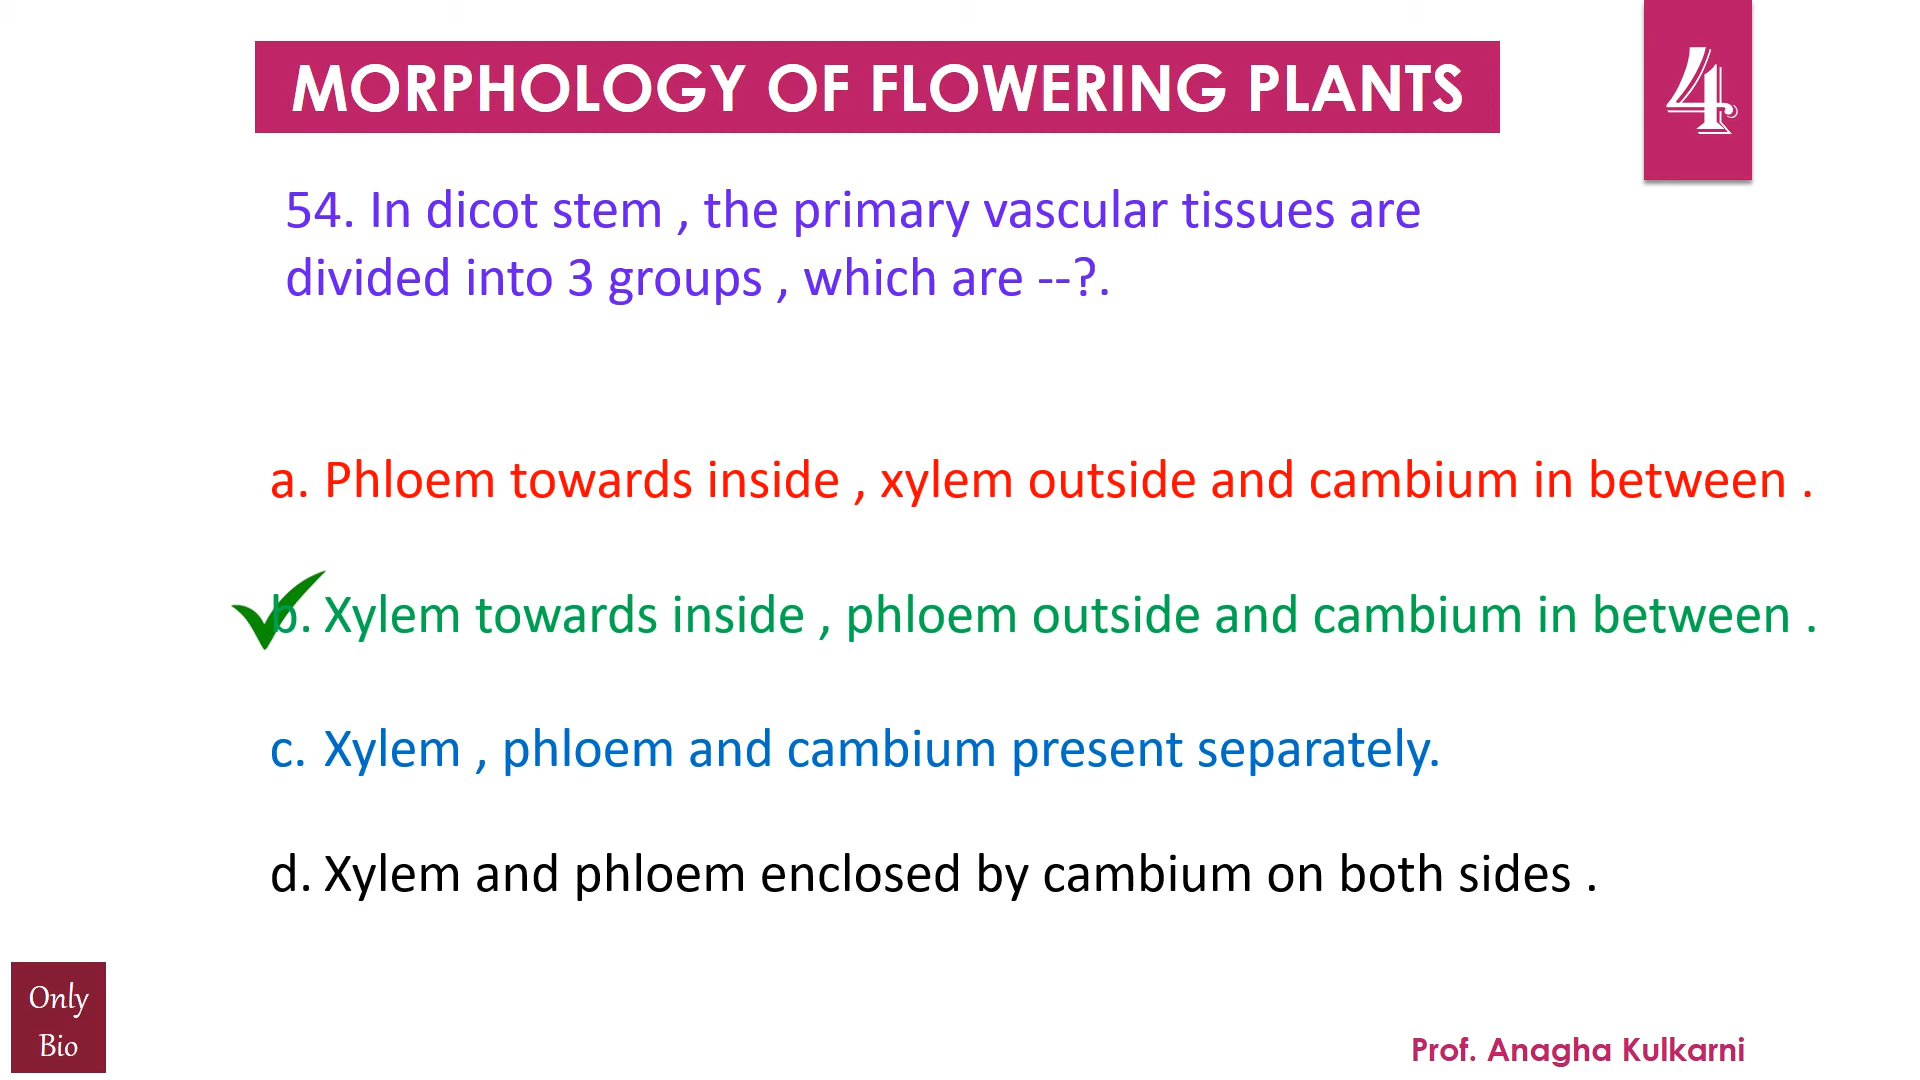 MORPHOLOGY OF FLOWERING PLANTS
4
54. In dicot stem , the primary vascular tissues are
divided into 3 groups , which are --?.
a. Phloem towards inside , xylem outside and cambium in between .
b. Xylem towards inside , phloem outside and cambium in between .
c. Xylem , phloem and cambium present separately.
d. Xylem and phloem enclosed by cambium on both sides .
Only
Bio
Prof. Anagha Kulkarni